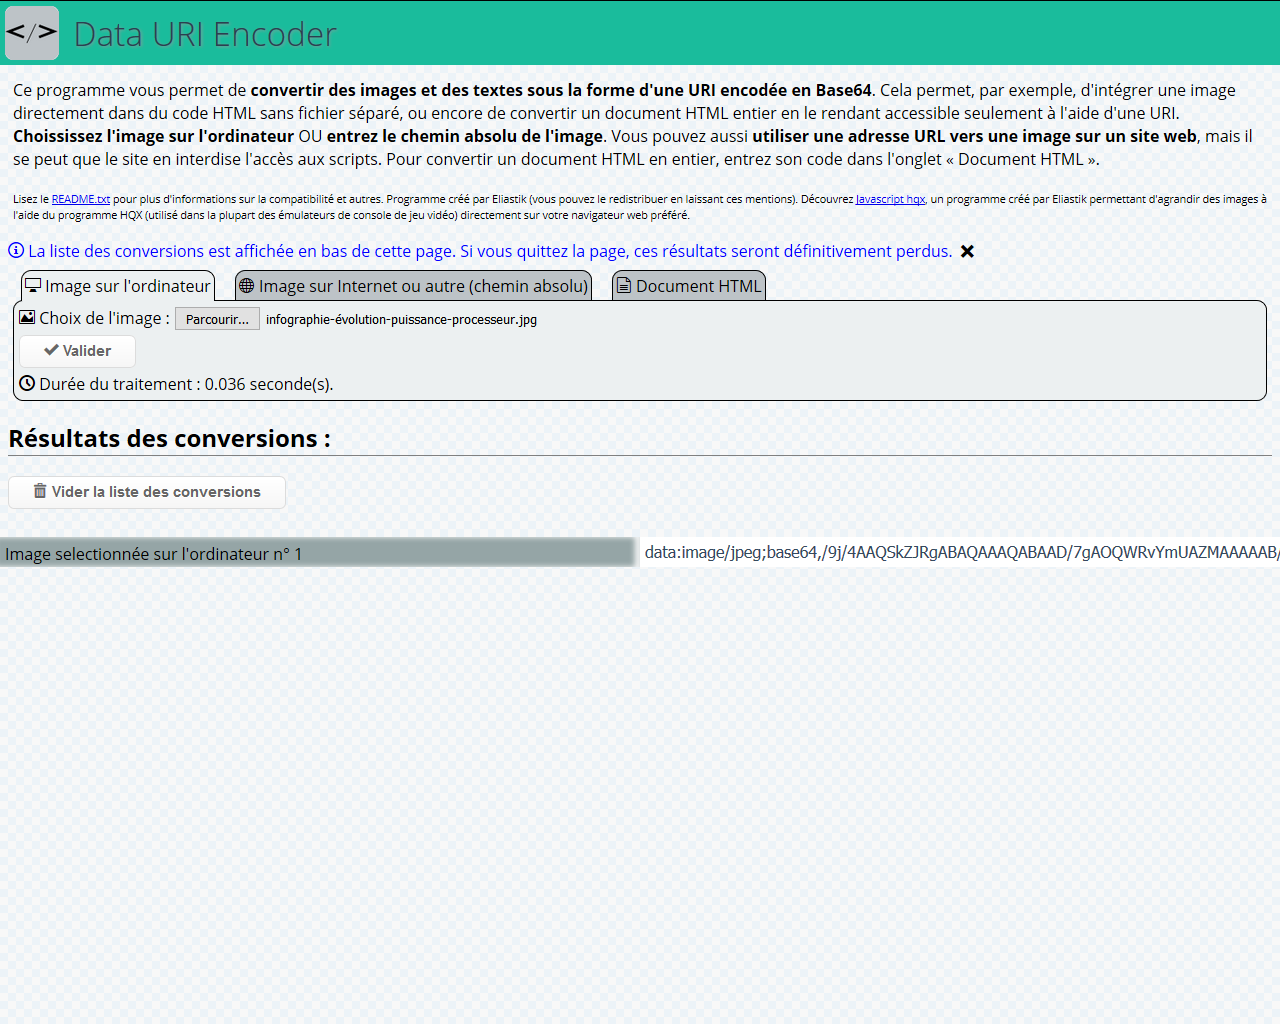 </> Data URI Encoder
Ce programme vous permet de convertir des images et des textes sous la forme d'une URI encodée en Base64. Cela permet, par exemple, d'intégrer une image
directement dans du code HTML sans fichier séparé, ou encore de convertir un document HTML entier en le rendant accessible seulement à l'aide d'une URI.
Choississez l'image sur l'ordinateur OU entrez le chemin absolu de l'image. Vous pouvez aussi utiliser une adresse URL vers une image sur un site web, mais il
se peut que le site en interdise l'accès aux scripts. Pour convertir un document HTML en entier, entrez son code dans l'onglet « Document HTML ».
Lisez le README.txt pour plus d'informations sur la compatibilité et autres. Programme créé par Eliastik (vous pouvez le redistribuer en laissant ces mentions). Découvrez Javascript hqx, un programme créé par Eliastik permettant d'agrandir des images à
l'aide du programme HQX (utilisé dans la plupart des émulateurs de console de jeu vidéo) directement sur votre navigateur web préféré.
La liste des conversions est affichée en bas de cette page. Si vous quittez la page, ces résultats seront définitivement perdus.
Image sur l'ordinateur Image sur Internet ou autre (chemin absolu) Document HTML
Choix de l'image : Parcourir... infographie-évolution-puissance-processeur.jpg
Valider
Durée du traitement : 0.036 seconde(s).
Résultats des conversions :
Vider la liste des conversions
Image selectionnée sur l'ordinateur n° 1 data:image/jpeg;base64,/9j/4AAQSkZJRgABAQAAAQABAAD/7gAOQWRvYmUAZMAAAAAB/